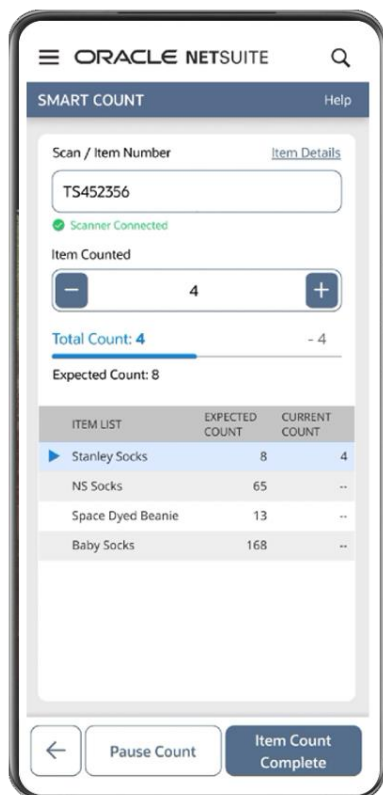 ORACLE NETSUITE
SMART COUNT Help
Scan / Item Number Item Details
TS452356
Scanner Connected
Item Counted
− 4 +
Total Count: 4 - 4
Expected Count: 8
ITEM LIST EXPECTED COUNT CURRENT COUNT
Stanley Socks 8 4
NS Socks 65 --
Space Dyed Beanie 13 --
Baby Socks 168 --
Pause Count
Item Count
Complete